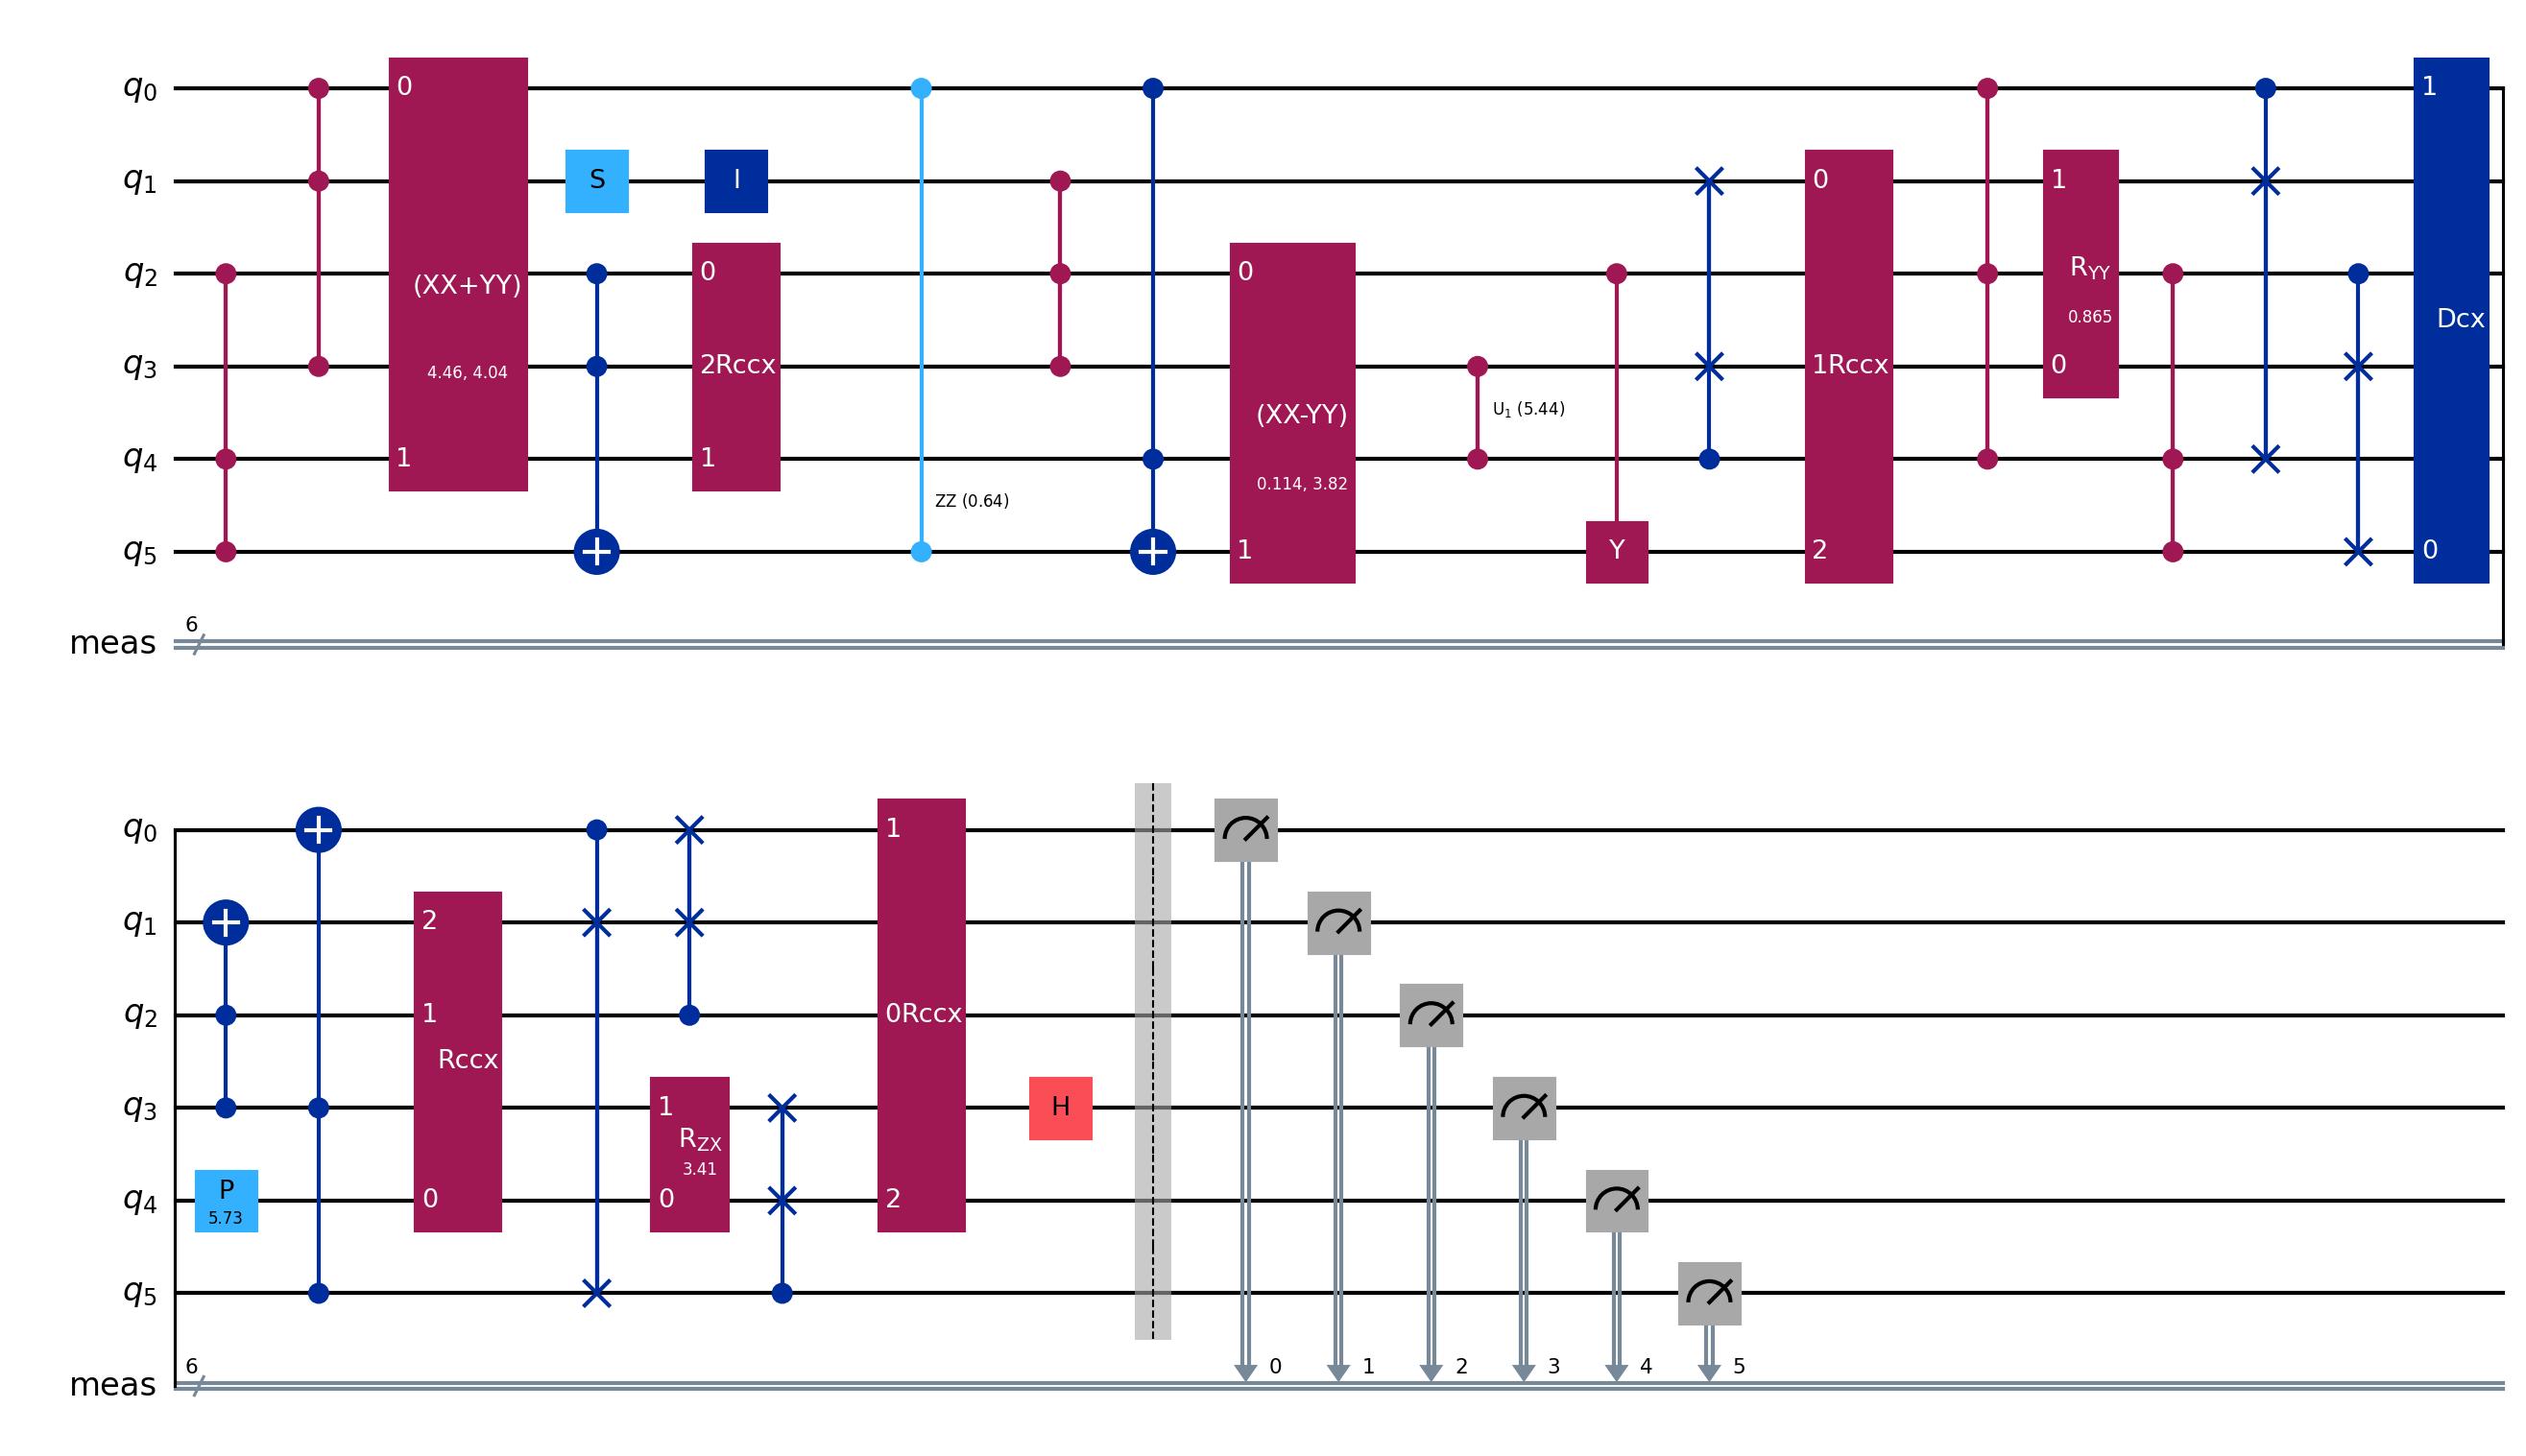 q0 0 1 1
q1 S I 0 1
q2 0 0 RYY
(XX+YY) 0.865
q3 2Rccx 1Rccx 0 Dcx
4.46, 4.04 (XX-YY) U1 (5.44)
q4 1 1 0.114, 3.82
ZZ (0.64)
q5 1 Y 2 0
6
meas
q0 1
q1 2
q2 1 0Rccx
Rccx
q3 1 H
RZX
3.41
q4 P 0 0 2
5.73
q5
6 0 1 2 3 4 5
meas